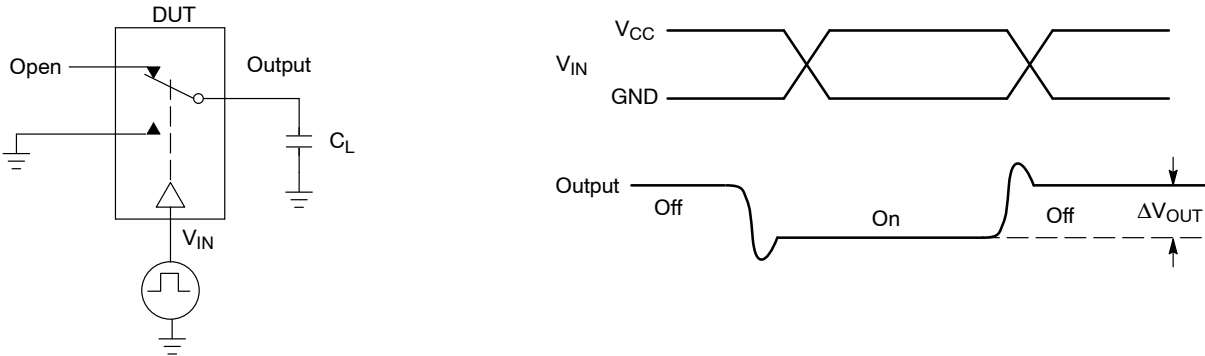 DUT
Open
Output
C_L
V_IN
V_CC
V_IN
GND
Output
Off
On
Off
ΔV_OUT